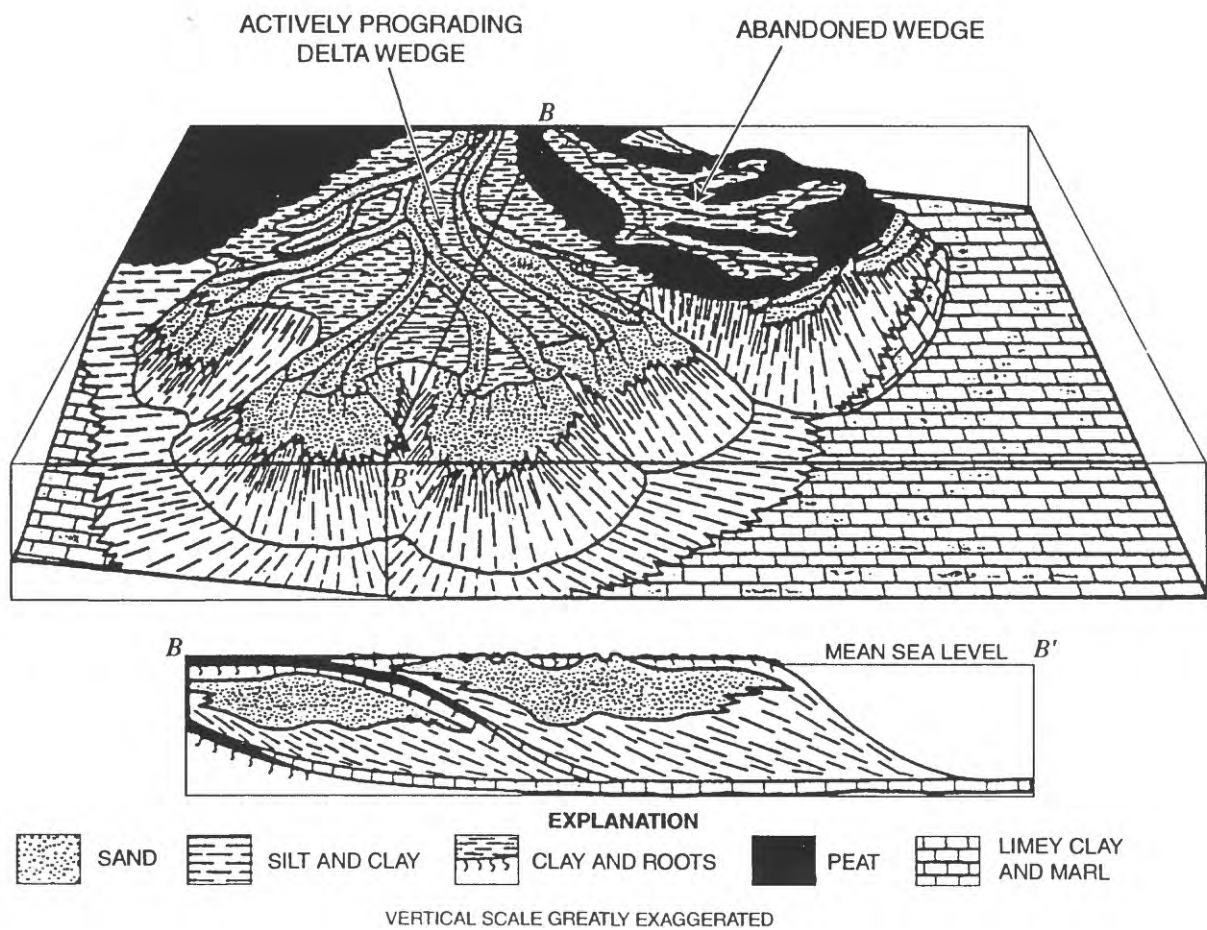 ACTIVELY PROGRADING
DELTA WEDGE
ABANDONED WEDGE
B
B'
B
MEAN SEA LEVEL
B'
EXPLANATION
SAND
SILT AND CLAY
CLAY AND ROOTS
PEAT
LIMEY CLAY
AND MARL
VERTICAL SCALE GREATLY EXAGGERATED